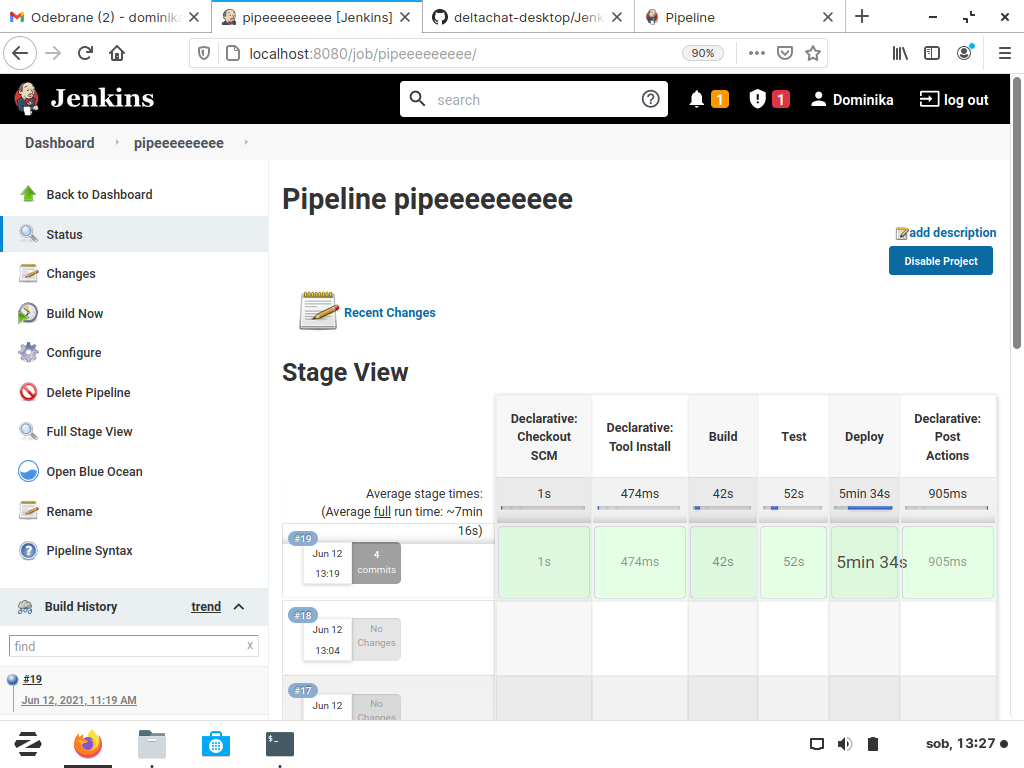 Odebrane (2) - dominika
pipeeeeeeeee [Jenkins]
deltachat-desktop/Jenk
Pipeline
localhost:8080/job/pipeeeeeeeee/
90%
Jenkins
search
1
1
Dominika
log out
Dashboard
pipeeeeeeeee
Back to Dashboard
Status
Changes
Build Now
Configure
Delete Pipeline
Full Stage View
Open Blue Ocean
Rename
Pipeline Syntax
Build History
trend
find
x
#19
Jun 12, 2021, 11:19 AM
Pipeline pipeeeeeeeee
add description
Disable Project
Recent Changes
Stage View
Declarative:
Checkout
SCM
Declarative:
Tool Install
Build
Test
Deploy
Declarative:
Post
Actions
Average stage times:
(Average full run time: ~7min
16s)
1s
474ms
42s
52s
5min 34s
905ms
#19
Jun 12
13:19
4
commits
1s
474ms
42s
52s
5min 34s
905ms
#18
Jun 12
13:04
No
Changes
#17
Jun 12
No
Changes
sob, 13:27